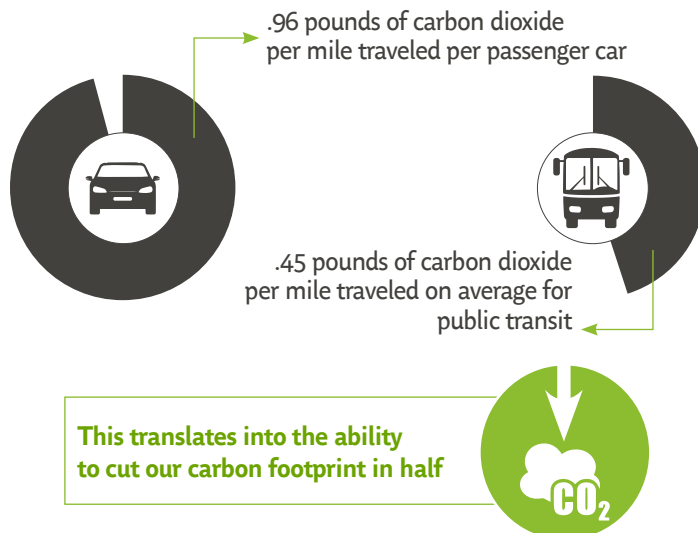 .96 pounds of carbon dioxide
per mile traveled per passenger car
.45 pounds of carbon dioxide
per mile traveled on average for
public transit
This translates into the ability
to cut our carbon footprint in half
CO2